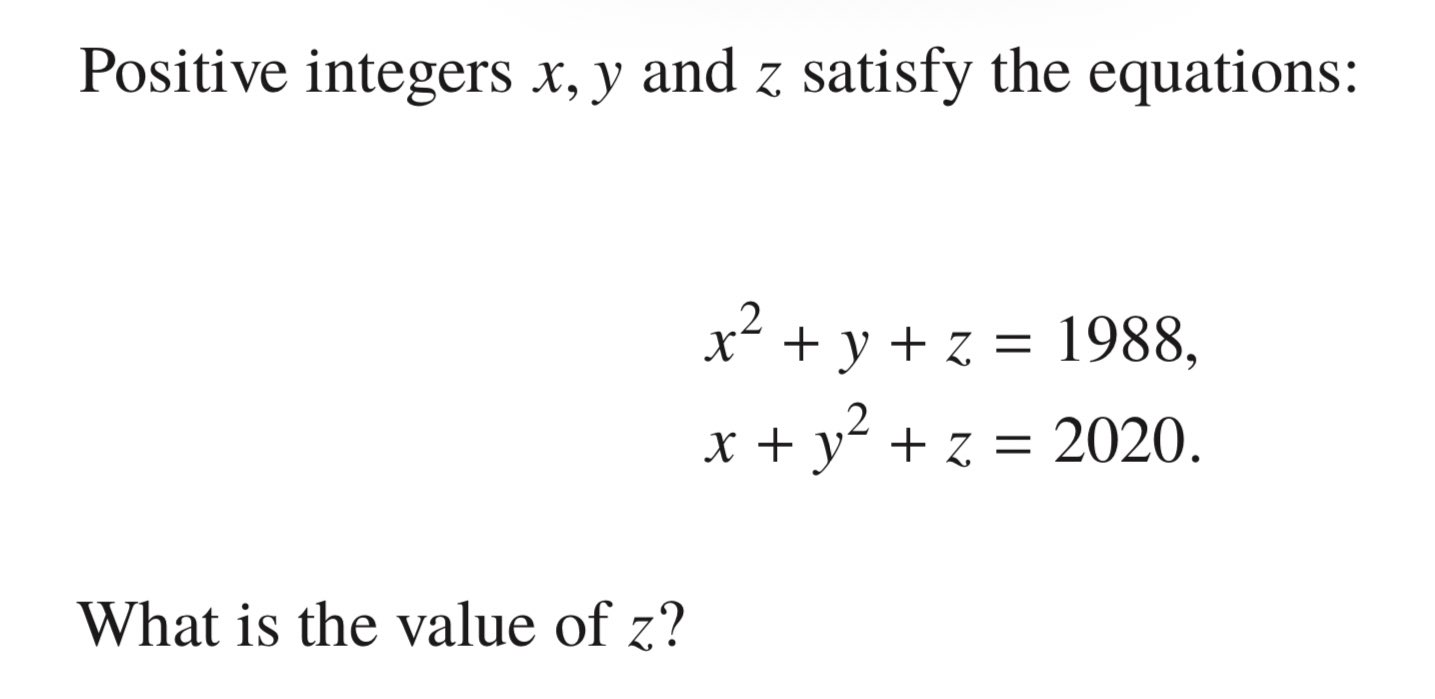 Positive integers x, y and z satisfy the equations:
x² + y + z = 1988,
x + y² + z = 2020.
What is the value of z?